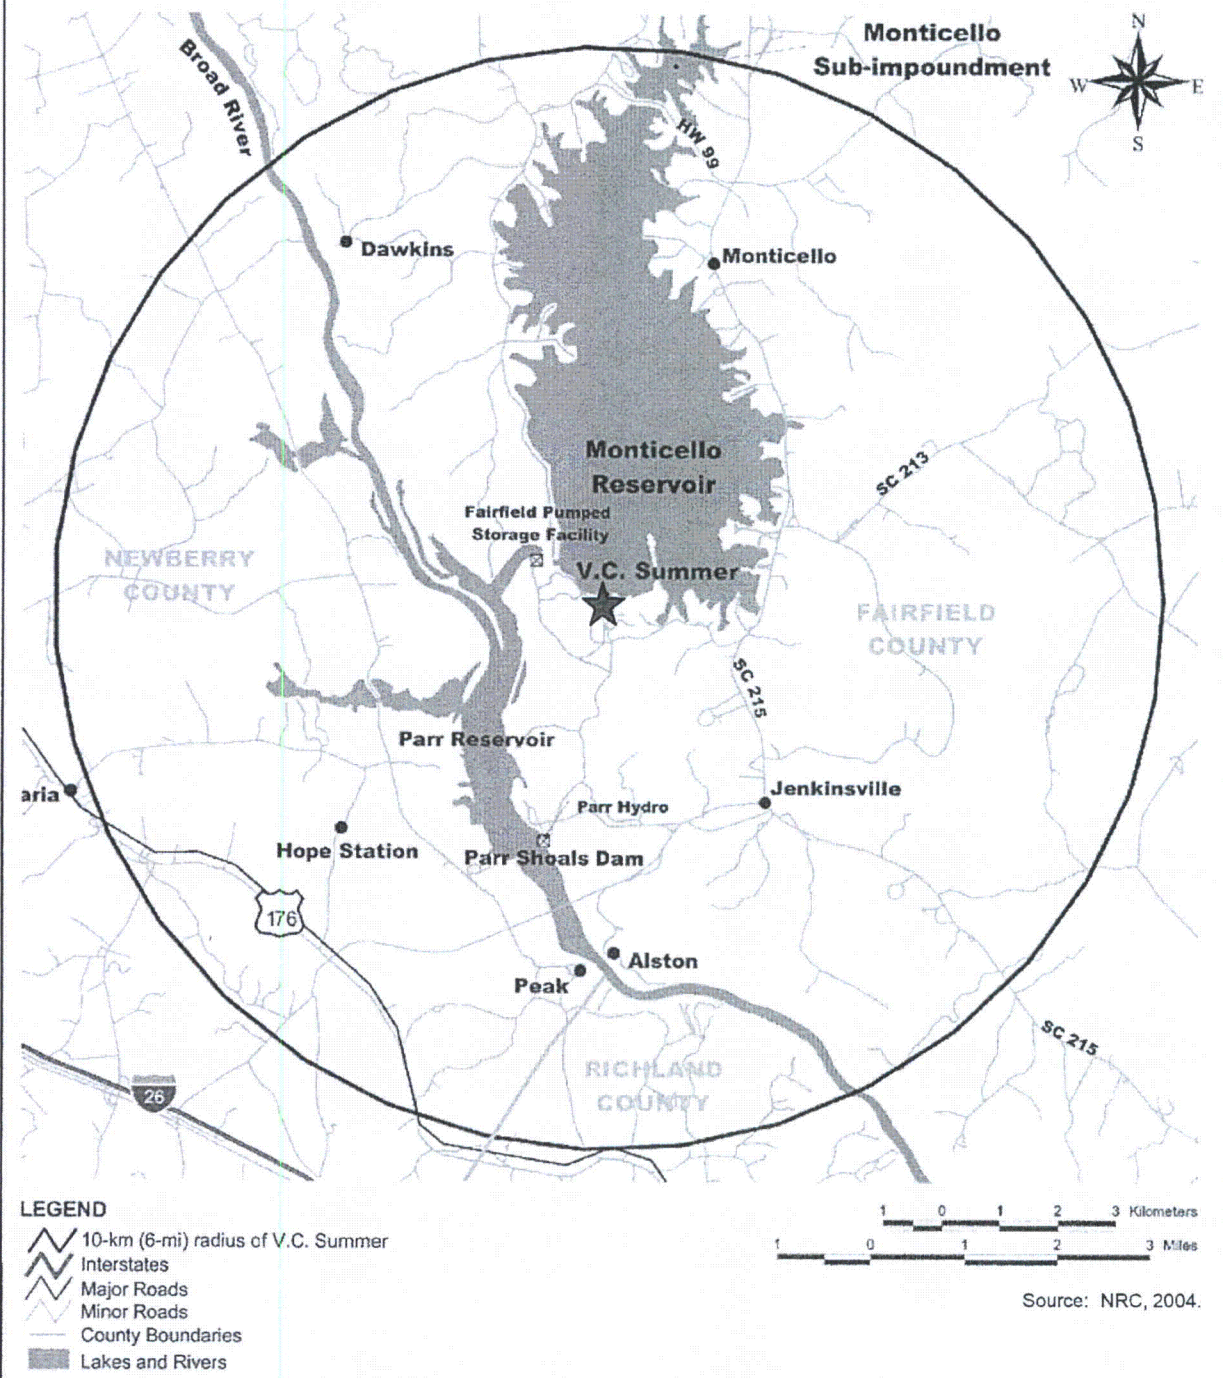 Monticello
Sub-impoundment
N
W
E
S
Broad River
HW 99
Dawkins
Monticello
Monticello
Reservoir
SC 213
Fairfield Pumped
Storage Facility
V.C. Summer
NEWBERRY
COUNTY
FAIRFIELD
COUNTY
SC 215
Parr Reservoir
aria
Jenkinsville
Parr Hydro
Hope Station
Parr Shoals Dam
176
Alston
Peak
SC 215
RICHLAND
COUNTY
26
LEGEND
10-km (6-mi) radius of V.C. Summer
Interstates
Major Roads
Minor Roads
County Boundaries
Lakes and Rivers
1 0 1 2 3 Kilometers
1 0 1 2 3 Miles
Source: NRC, 2004.